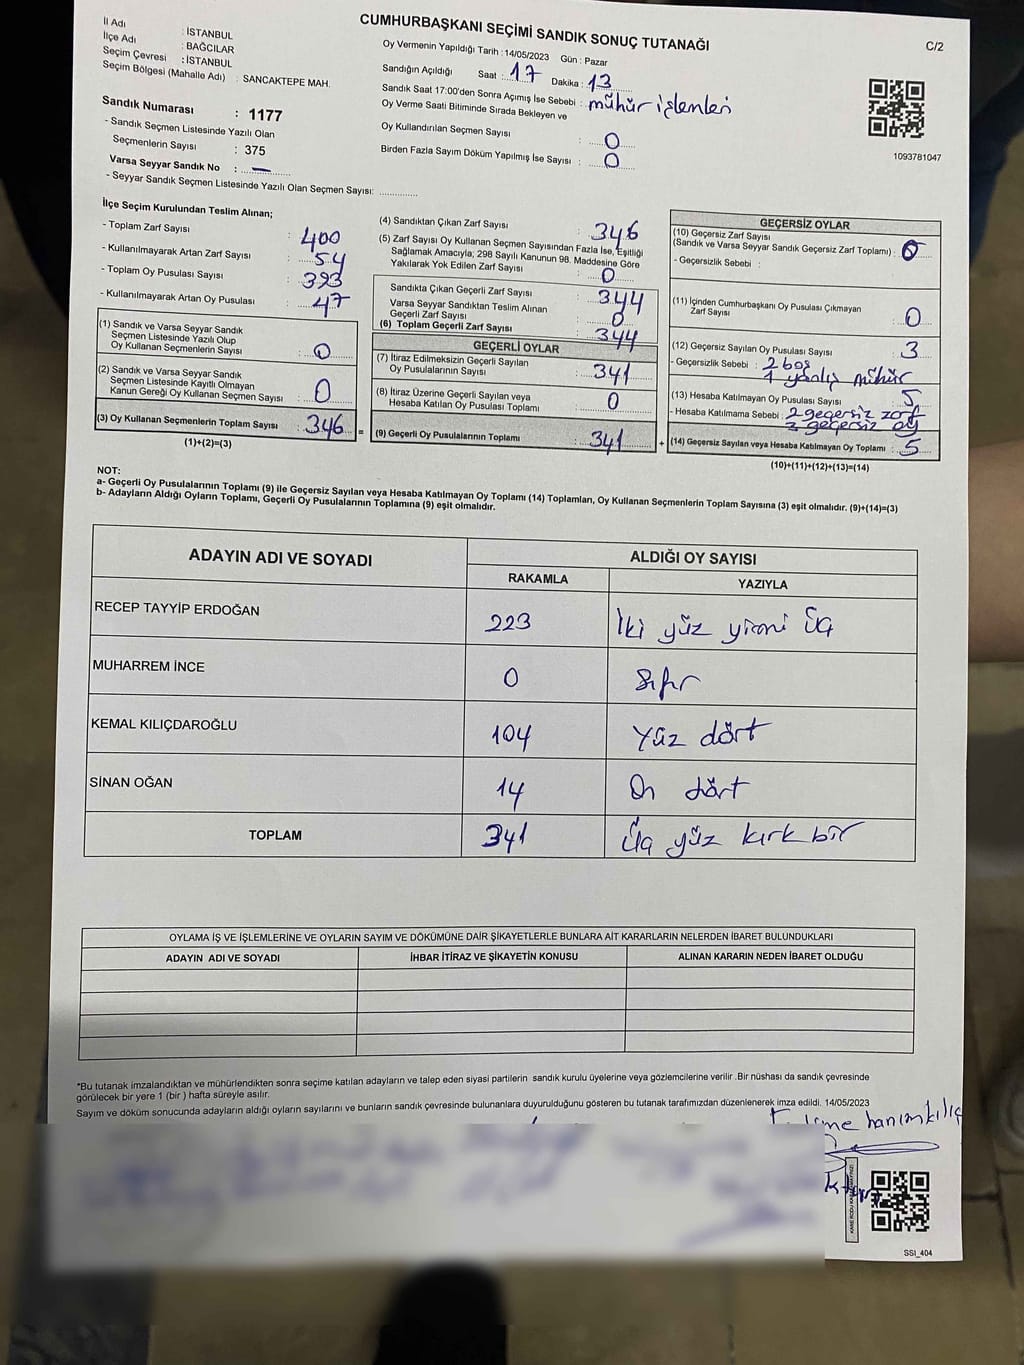 CUMHURBAŞKANI SEÇİMİ SANDIK SONUÇ TUTANAĞI
C/2
İl Adı : İSTANBUL
İlçe Adı : BAĞCILAR
Seçim Çevresi : İSTANBUL
Seçim Bölgesi (Mahalle Adı) : SANCAKTEPE MAH.
Oy Vermenin Yapıldığı Tarih : 14/05/2023 Gün : Pazar
Sandığın Açıldığı Saat : 17 Dakika : 13
Sandık Saat 17:00'den Sonra Açımış İse Sebebi : mühür işlemleri
Oy Verme Saati Bitiminde Sırada Bekleyen ve
Oy Kullandırılan Seçmen Sayısı : 0
Birden Fazla Sayım Döküm Yapılmış İse Sayısı : 0
1093781047
Sandık Numarası : 1177
- Sandık Seçmen Listesinde Yazılı Olan
Seçmenlerin Sayısı : 375
Varsa Seyyar Sandık No : —
- Seyyar Sandık Seçmen Listesinde Yazılı Olan Seçmen Sayısı: ..............
İlçe Seçim Kurulundan Teslim Alınan;
- Toplam Zarf Sayısı : 400
- Kullanılmayarak Artan Zarf Sayısı : 54
- Toplam Oy Pusulası Sayısı : 393
- Kullanılmayarak Artan Oy Pusulası : 47
(1) Sandık ve Varsa Seyyar Sandık
Seçmen Listesinde Yazılı Olup
Oy Kullanan Seçmenlerin Sayısı : 0
(2) Sandık ve Varsa Seyyar Sandık
Seçmen Listesinde Kayıtlı Olmayan
Kanun Gereği Oy Kullanan Seçmen Sayısı : 0
(3) Oy Kullanan Seçmenlerin Toplam Sayısı : 346 =
(1)+(2)=(3)
(4) Sandıktan Çıkan Zarf Sayısı : 346
(5) Zarf Sayısı Oy Kullanan Seçmen Sayısından Fazla İse, Eşitliği
Sağlamak Amacıyla; 298 Sayılı Kanunun 98. Maddesine Göre
Yakılarak Yok Edilen Zarf Sayısı : 0
Sandıkta Çıkan Geçerli Zarf Sayısı : 344
Varsa Seyyar Sandıktan Teslim Alınan
Geçerli Zarf Sayısı : 0
(6) Toplam Geçerli Zarf Sayısı : 344
GEÇERLİ OYLAR
(7) İtiraz Edilmeksizin Geçerli Sayılan
Oy Pusulalarının Sayısı : 341
(8) İtiraz Üzerine Geçerli Sayılan veya
Hesaba Katılan Oy Pusulası Toplamı : 0
(9) Geçerli Oy Pusulalarının Toplamı : 341 +
GEÇERSİZ OYLAR
(10) Geçersiz Zarf Sayısı
(Sandık ve Varsa Seyyar Sandık Geçersiz Zarf Toplamı) :
- Geçersizlik Sebebi :
(11) İçinden Cumhurbaşkanı Oy Pusulası Çıkmayan
Zarf Sayısı : 0
(12) Geçersiz Sayılan Oy Pusulası Sayısı : 3
- Geçersizlik Sebebi : 2 boş
1 yanlış mühür
(13) Hesaba Katılmayan Oy Pusulası Sayısı : 5
- Hesaba Katılmama Sebebi : 2 geçersiz zarf
3 geçersiz oy
(14) Geçersiz Sayılan veya Hesaba Katılmayan Oy Toplamı : 5
(10)+(11)+(12)+(13)=(14)
NOT:
a- Geçerli Oy Pusulalarının Toplamı (9) ile Geçersiz Sayılan veya Hesaba Katılmayan Oy Toplamı (14) Toplamları, Oy Kullanan Seçmenlerin Toplam Sayısına (3) eşit olmalıdır. (9)+(14)=(3)
b- Adayların Aldığı Oyların Toplamı, Geçerli Oy Pusulalarının Toplamına (9) eşit olmalıdır.
ADAYIN ADI VE SOYADI
ALDIĞI OY SAYISI
RAKAMLA YAZIYLA
RECEP TAYYİP ERDOĞAN 223 İki yüz yirmi üç
MUHARREM İNCE 0 Sıfır
KEMAL KILIÇDAROĞLU 104 Yüz dört
SİNAN OĞAN 14 On dört
TOPLAM 341 Üç yüz kırk bir
OYLAMA İŞ VE İŞLEMLERİNE VE OYLARIN SAYIM VE DÖKÜMÜNE DAİR ŞİKAYETLERLE BUNLARA AİT KARARLARIN NELERDEN İBARET BULUNDUKLARI
ADAYIN ADI VE SOYADI İHBAR İTİRAZ VE ŞİKAYETİN KONUSU ALINAN KARARIN NEDEN İBARET OLDUĞU
*Bu tutanak imzalandıktan ve mühürlendikten sonra seçime katılan adayların ve talep eden siyasi partilerin sandık kurulu üyelerine veya gözlemcilerine verilir .Bir nüshası da sandık çevresinde
görülecek bir yere 1 (bir ) hafta süreyle asılır.
Sayım ve döküm sonucunda adayların aldığı oyların sayılarını ve bunların sandık çevresinde bulunanlara duyurulduğunu gösteren bu tutanak tarafımızdan düzenlenerek imza edildi. 14/05/2023
SSI_404